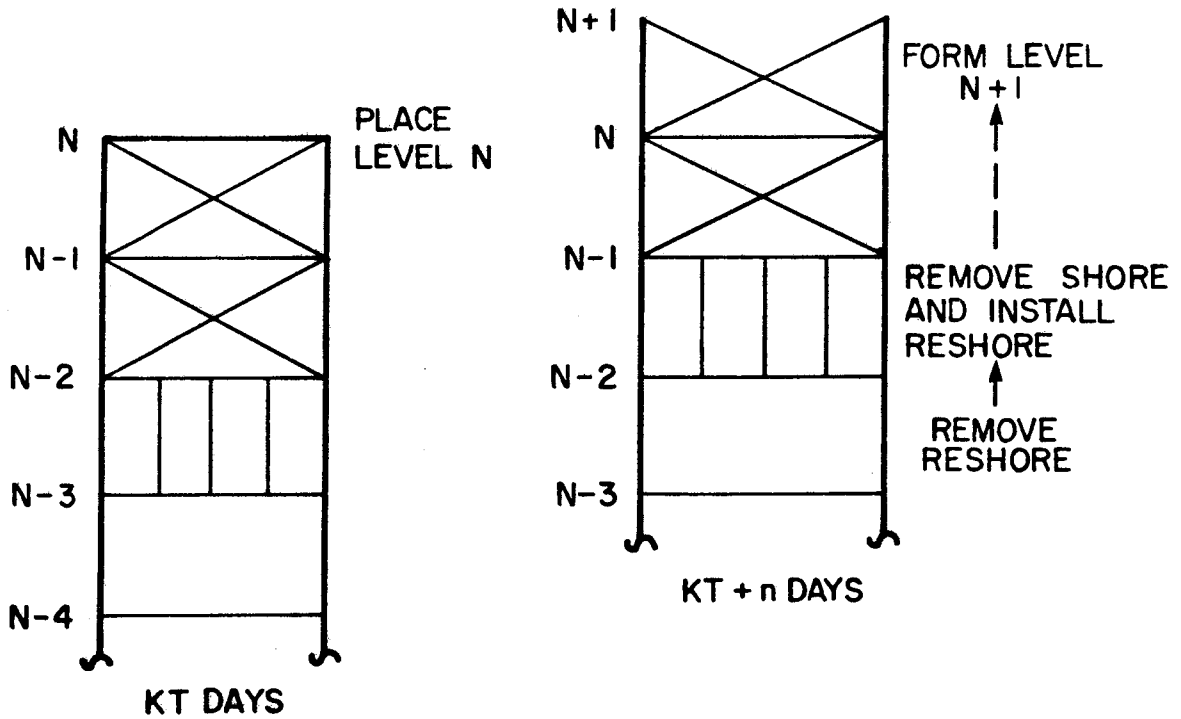 N
PLACE
LEVEL N
N-1
N-2
N-3
N-4
KT DAYS
N+1
FORM LEVEL
N+1
N
N-1
REMOVE SHORE
AND INSTALL
RESHORE
N-2
REMOVE
RESHORE
N-3
KT + n DAYS